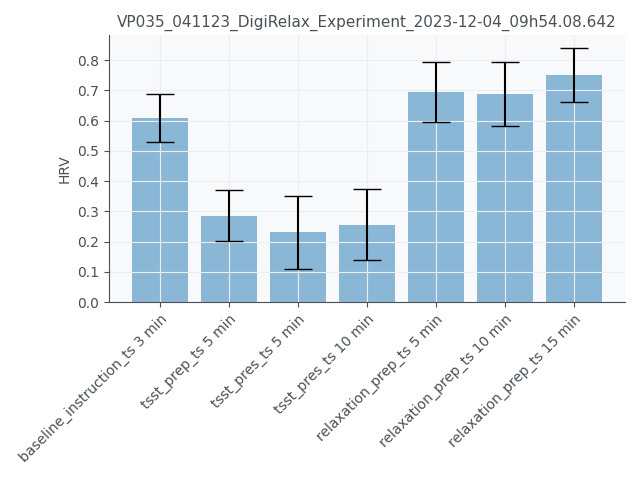 VP035_041123_DigiRelax_Experiment_2023-12-04_09h54.08.642
HRV
0.8
0.7
0.6
0.5
0.4
0.3
0.2
0.1
0.0
baseline_instruction_ts 3 min
tsst_prep_ts 5 min
tsst_pres_ts 5 min
tsst_pres_ts 10 min
relaxation_prep_ts 5 min
relaxation_prep_ts 10 min
relaxation_prep_ts 15 min